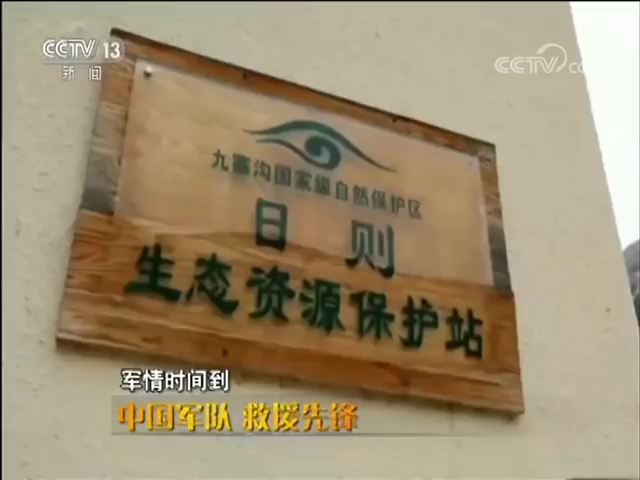 CCTV 13
新闻
CCTV
九寨沟国家级自然保护区
日则
生态资源保护站
军情时间到
中国军队 救援先锋